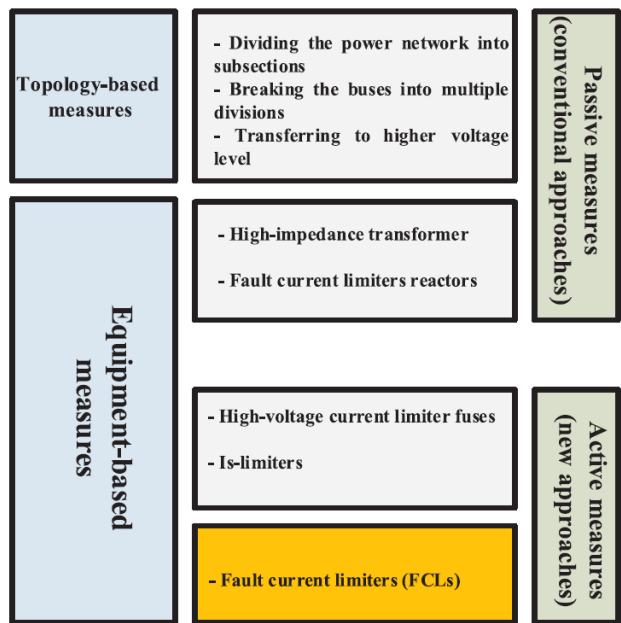 Topology-based
measures
- Dividing the power network into
subsections
- Breaking the buses into multiple
divisions
- Transferring to higher voltage
level
Passive measures
(conventional approaches)
Equipment-based
measures
- High-impedance transformer
- Fault current limiters reactors
- High-voltage current limiter fuses
- Is-limiters
- Fault current limiters (FCLs)
Active measures
(new approaches)